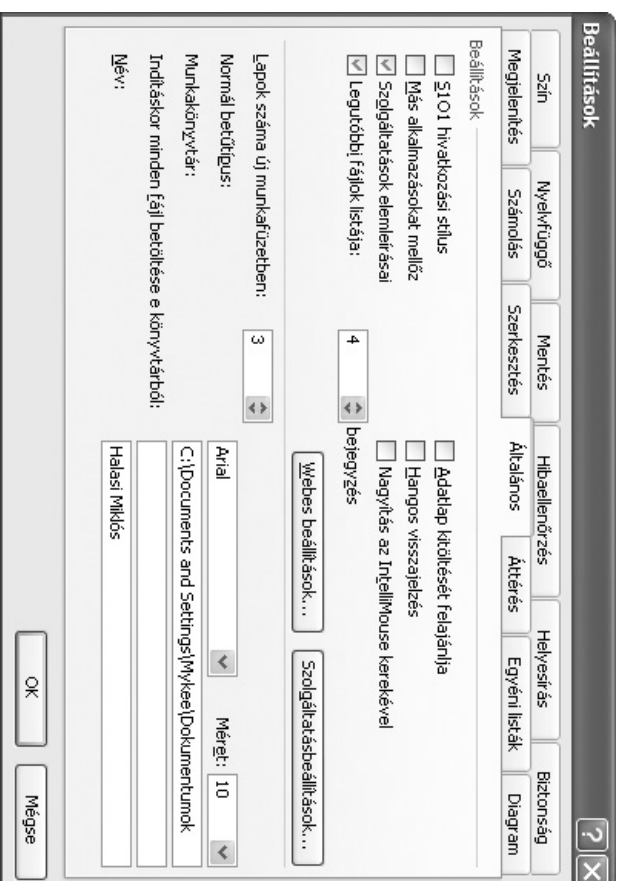 Beállítások
Szín Nyelvfüggő Mentés Hibaellenőrzés Helyesírás Biztonság
Megjelenítés Számolás Szerkesztés Általános Áttérés Egyéni listák Diagram
Beállítások
S1O1 hivatkozási stílus Adatlap kitöltését felajánlja
Más alkalmazásokat mellőz Hangos visszajelzés
Szolgáltatások elemleírásai Nagyítás az IntelliMouse kerekével
Legutóbbi fájlok listája: 4 bejegyzés
Webes beállítások... Szolgáltatásbeállítások...
Lapok száma új munkafüzetben: 3
Normál betűtípus: Arial Méret: 10
Munkakönyvtár: C:\Documents and Settings\Mykee\Dokumentumok
Indításkor minden fájl betöltése e könyvtárból:
Név: Halasi Miklós
OK Mégse